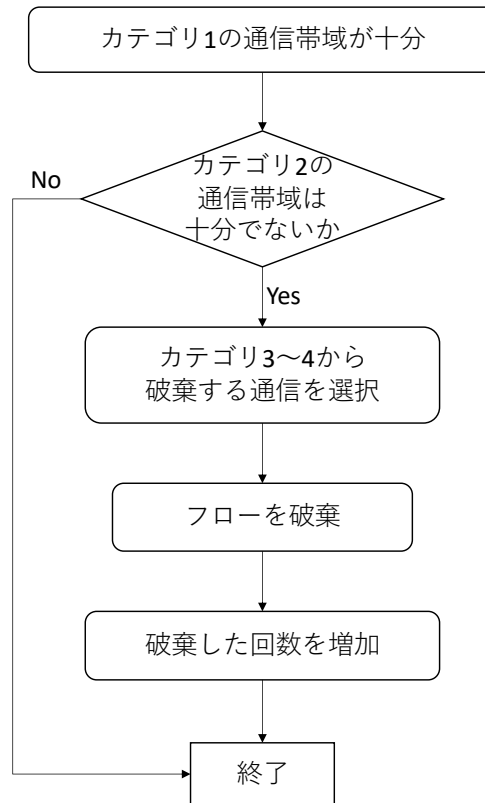 カテゴリ1の通信帯域が十分
カテゴリ2の
通信帯域は
十分でないか
No
Yes
カテゴリ3～4から
破棄する通信を選択
フローを破棄
破棄した回数を増加
終了